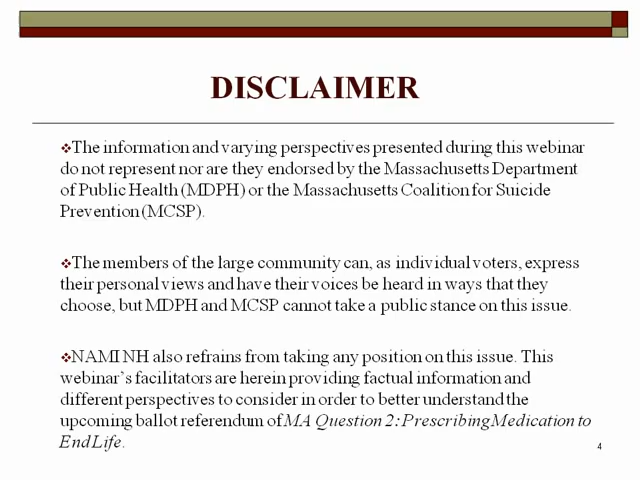 DISCLAIMER
❖The information and varying perspectives presented during this webinar
do not represent nor are they endorsed by the Massachusetts Department
of Public Health (MDPH) or the Massachusetts Coalition for Suicide
Prevention (MCSP).
❖The members of the large community can, as individual voters, express
their personal views and have their voices be heard in ways that they
choose, but MDPH and MCSP cannot take a public stance on this issue.
❖NAMI NH also refrains from taking any position on this issue. This
webinar's facilitators are herein providing factual information and
different perspectives to consider in order to better understand the
upcoming ballot referendum of MA Question 2: Prescribing Medication to
End Life.
4